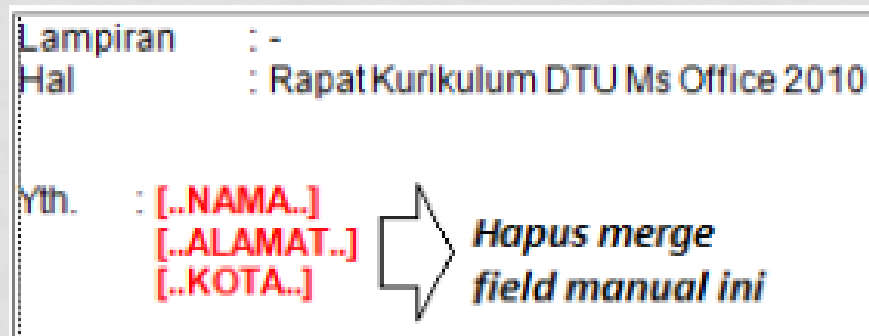 Lampiran : -
Hal : Rapat Kurikulum DTU Ms Office 2010
Yth. : [..NAMA..]
[..ALAMAT..]
[..KOTA..]
Hapus merge
field manual ini